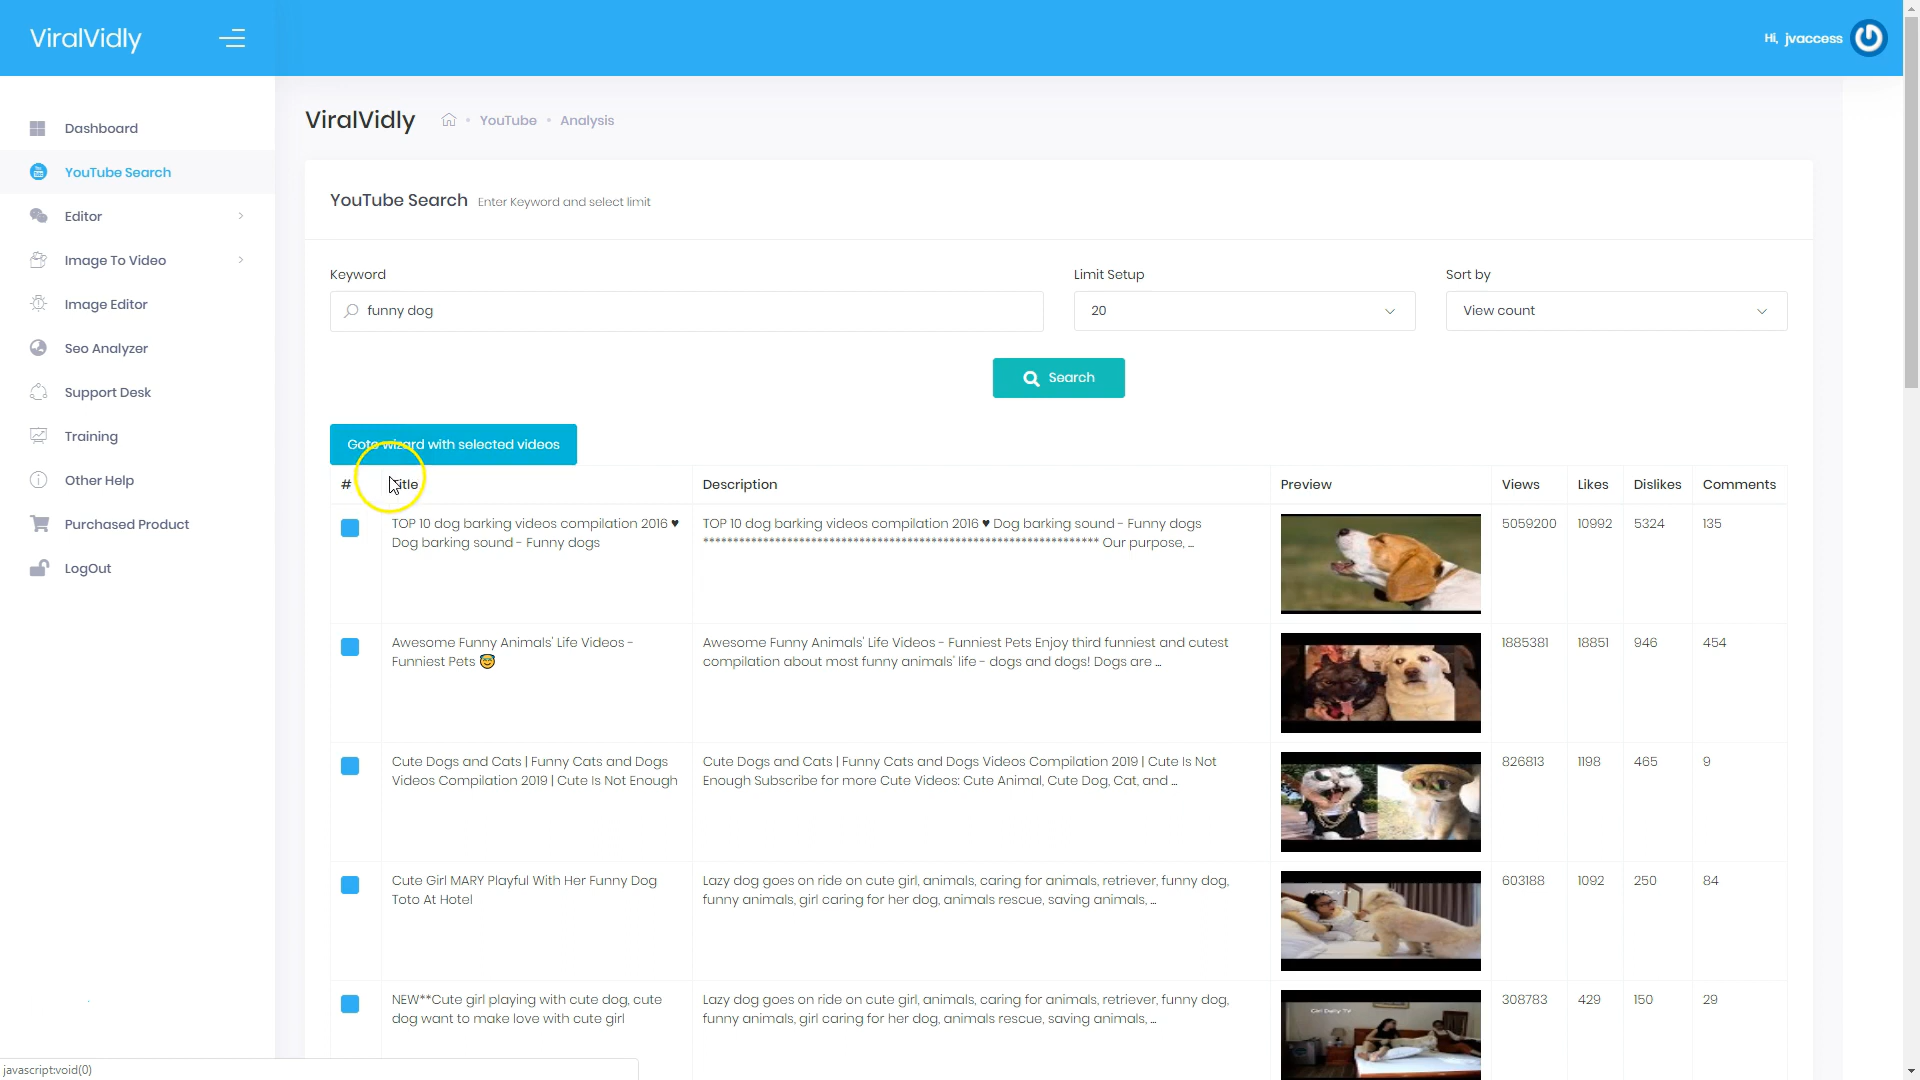 ViralVidly
Hi, jvaccess
Dashboard
YouTube Search
Editor
Image To Video
Image Editor
Seo Analyzer
Support Desk
Training
Other Help
Purchased Product
LogOut
ViralVidly
YouTube
Analysis
YouTube Search Enter Keyword and select limit
Keyword
Limit Setup
Sort by
funny dog
20
View count
Search
Goto wizard with selected videos
# Title Description Preview Views Likes Dislikes Comments
TOP 10 dog barking videos compilation 2016 ♥
Dog barking sound - Funny dogs
TOP 10 dog barking videos compilation 2016 ♥ Dog barking sound - Funny dogs
****************************************************************** Our purpose, ...
5059200 10992 5324 135
Awesome Funny Animals' Life Videos -
Funniest Pets 😇
Awesome Funny Animals' Life Videos - Funniest Pets Enjoy third funniest and cutest
compilation about most funny animals' life - dogs and dogs! Dogs are ...
1885381 18851 946 454
Cute Dogs and Cats | Funny Cats and Dogs
Videos Compilation 2019 | Cute Is Not Enough
Cute Dogs and Cats | Funny Cats and Dogs Videos Compilation 2019 | Cute Is Not
Enough Subscribe for more Cute Videos: Cute Animal, Cute Dog, Cat, and ...
826813 1198 465 9
Cute Girl MARY Playful With Her Funny Dog
Toto At Hotel
Lazy dog goes on ride on cute girl, animals, caring for animals, retriever, funny dog,
funny animals, girl caring for her dog, animals rescue, saving animals, ...
603188 1092 250 84
NEW**Cute girl playing with cute dog, cute
dog want to make love with cute girl
Lazy dog goes on ride on cute girl, animals, caring for animals, retriever, funny dog,
funny animals, girl caring for her dog, animals rescue, saving animals, ...
308783 429 150 29
javascript:void(0)